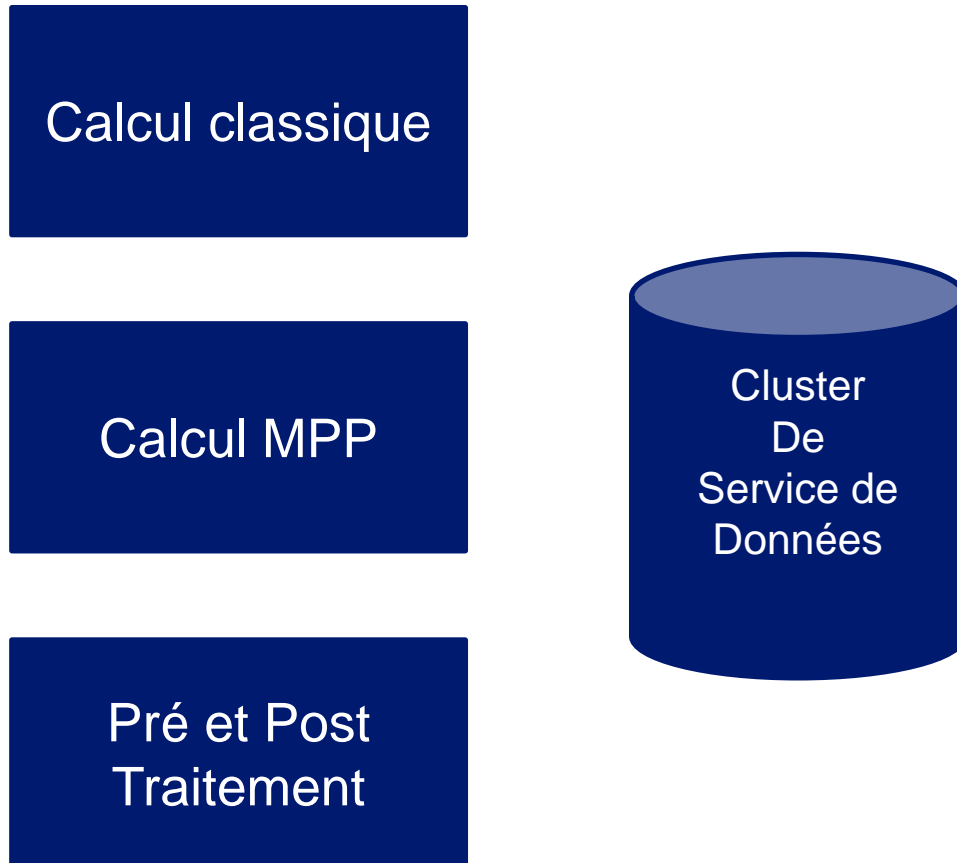 Calcul classique
Calcul MPP
Pré et Post
Traitement
Cluster
De
Service de
Données